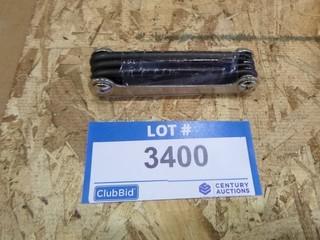 LOT #
3400
ClubBid
CENTURY
AUCTIONS